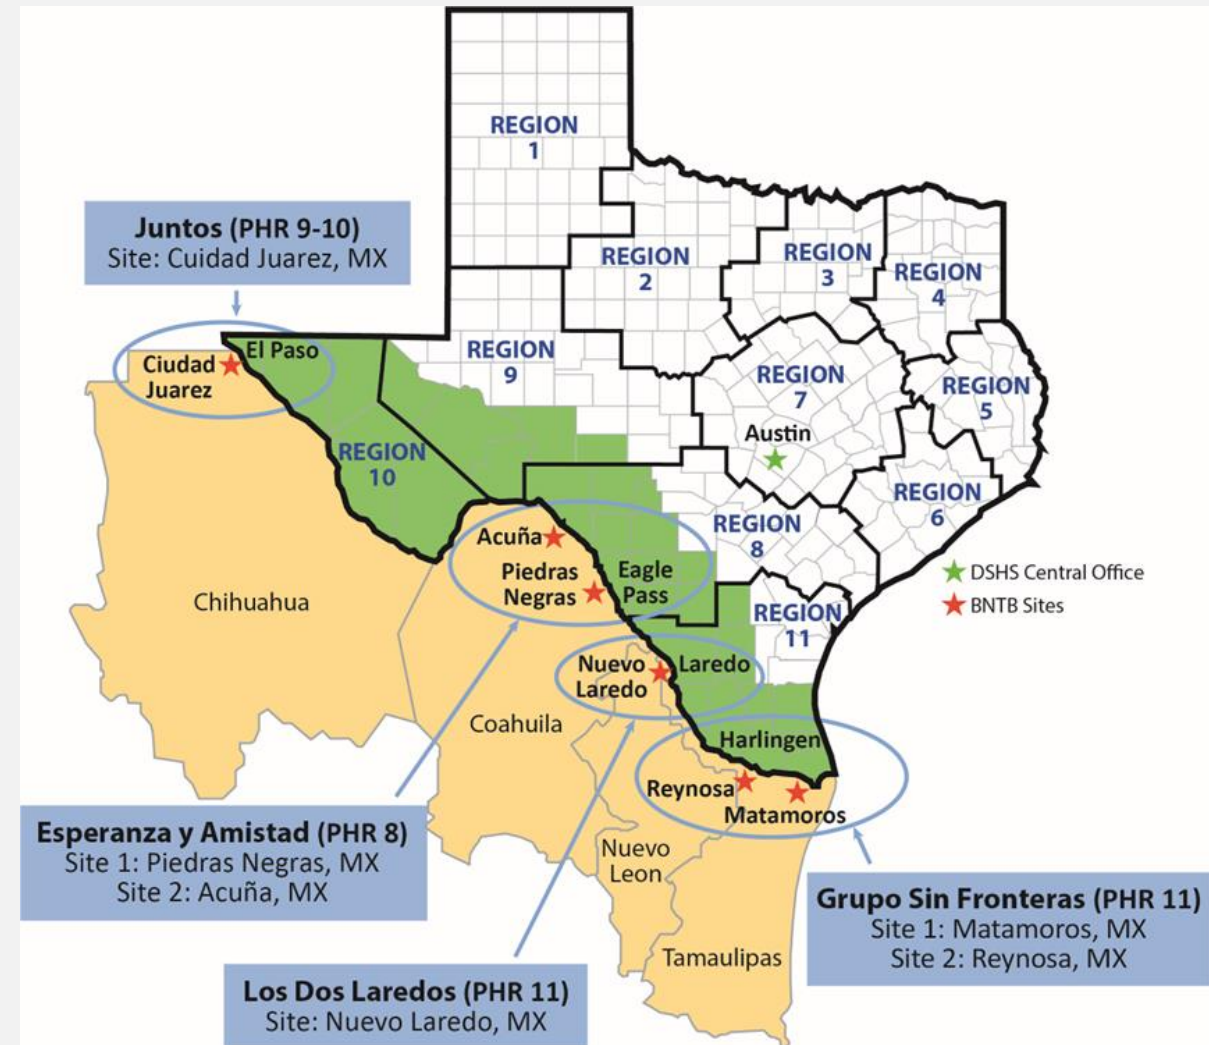 REGION
1
Juntos (PHR 9-10)
Site: Cuidad Juarez, MX
REGION
2
REGION
3
REGION
4
El Paso
Ciudad
Juarez
REGION
9
REGION
7
Austin
REGION
5
REGION
10
REGION
6
REGION
8
Acuña
Piedras
Negras
Eagle
Pass
DSHS Central Office
BNTB Sites
Chihuahua
REGION
11
Nuevo
Laredo
Laredo
Coahuila
Harlingen
Reynosa
Matamoros
Esperanza y Amistad (PHR 8)
Site 1: Piedras Negras, MX
Site 2: Acuña, MX
Nuevo
Leon
Grupo Sin Fronteras (PHR 11)
Site 1: Matamoros, MX
Site 2: Reynosa, MX
Tamaulipas
Los Dos Laredos (PHR 11)
Site: Nuevo Laredo, MX